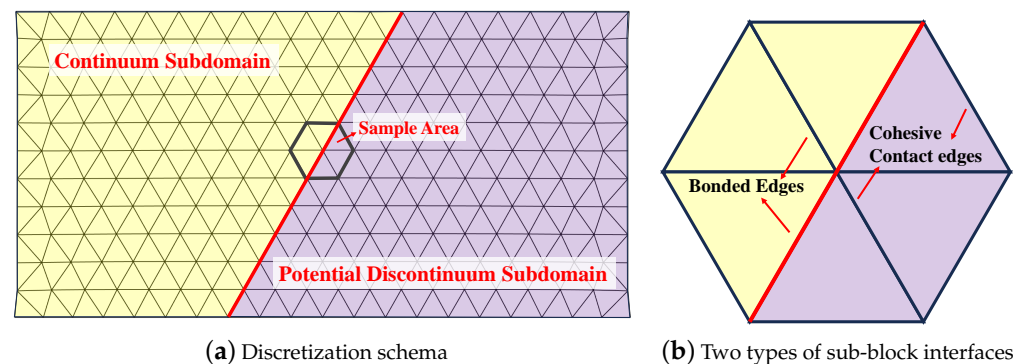 Continuum Subdomain
Sample Area
Potential Discontinuum Subdomain
(a) Discretization schema
Cohesive
Contact edges
Bonded Edges
(b) Two types of sub-block interfaces